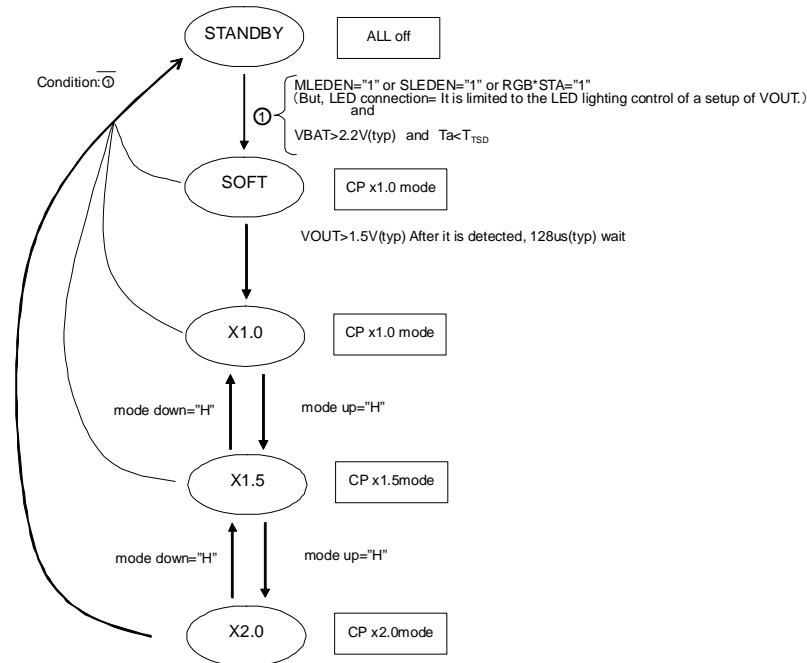 STANDBY
ALL off
Condition:①̅
①
MLEDEN="1" or SLEDEN="1" or RGB*STA="1"
(But, LED connection= It is limited to the LED lighting control of a setup of VOUT.)
and
VBAT>2.2V(typ) and Ta<T_TSD
SOFT
CP x1.0 mode
VOUT>1.5V(typ) After it is detected, 128us(typ) wait
X1.0
CP x1.0 mode
mode down="H"
mode up="H"
X1.5
CP x1.5mode
mode down="H"
mode up="H"
X2.0
CP x2.0mode